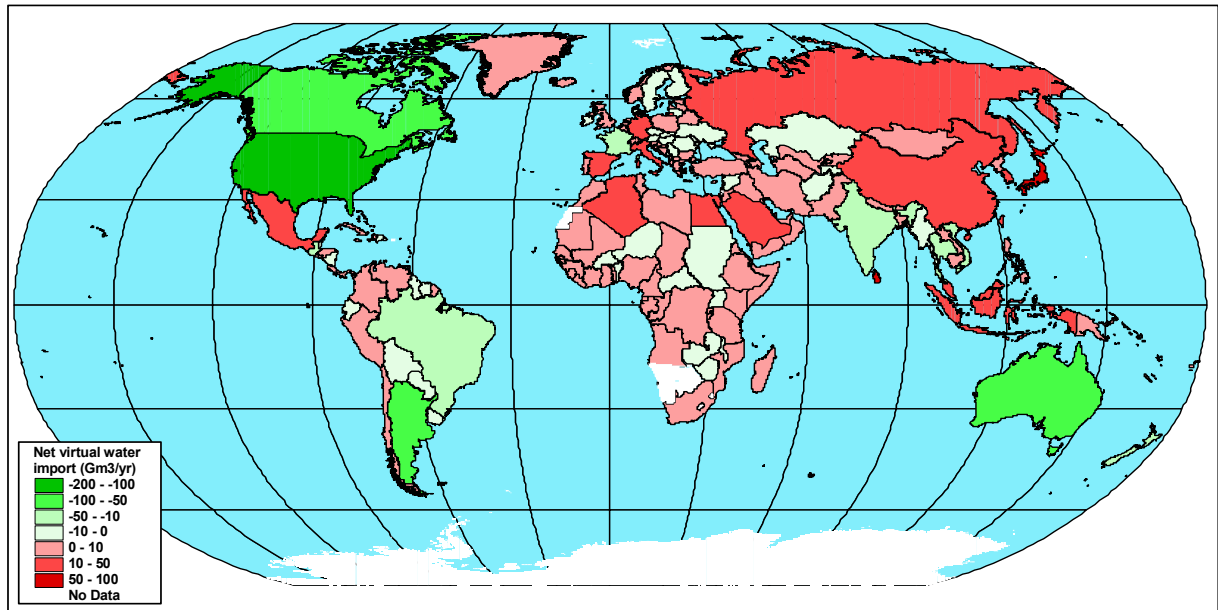 Net virtual water
import (Gm3/yr)
-200 - -100
-100 - -50
-50 - -10
-10 - 0
0 - 10
10 - 50
50 - 100
No Data